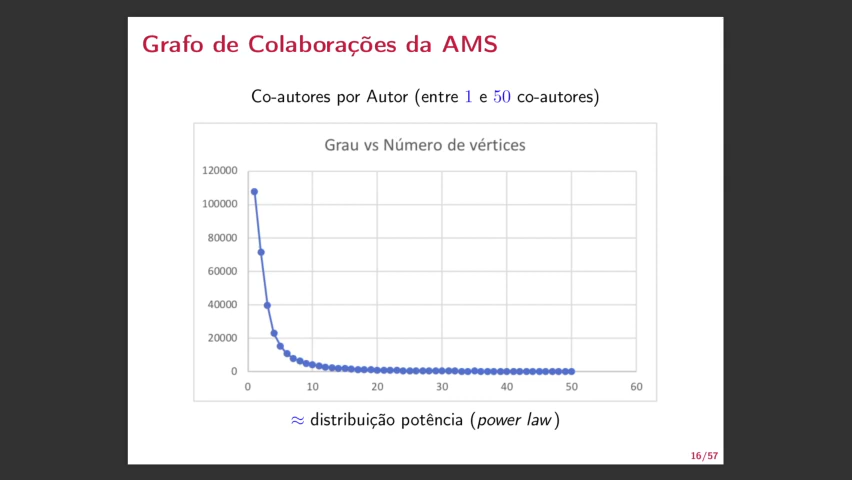 Grafo de Colaborações da AMS
Co-autores por Autor (entre 1 e 50 co-autores)
Grau vs Número de vértices
120000
100000
80000
60000
40000
20000
0
0 10 20 30 40 50 60
≈ distribuição potência (power law)
16/57